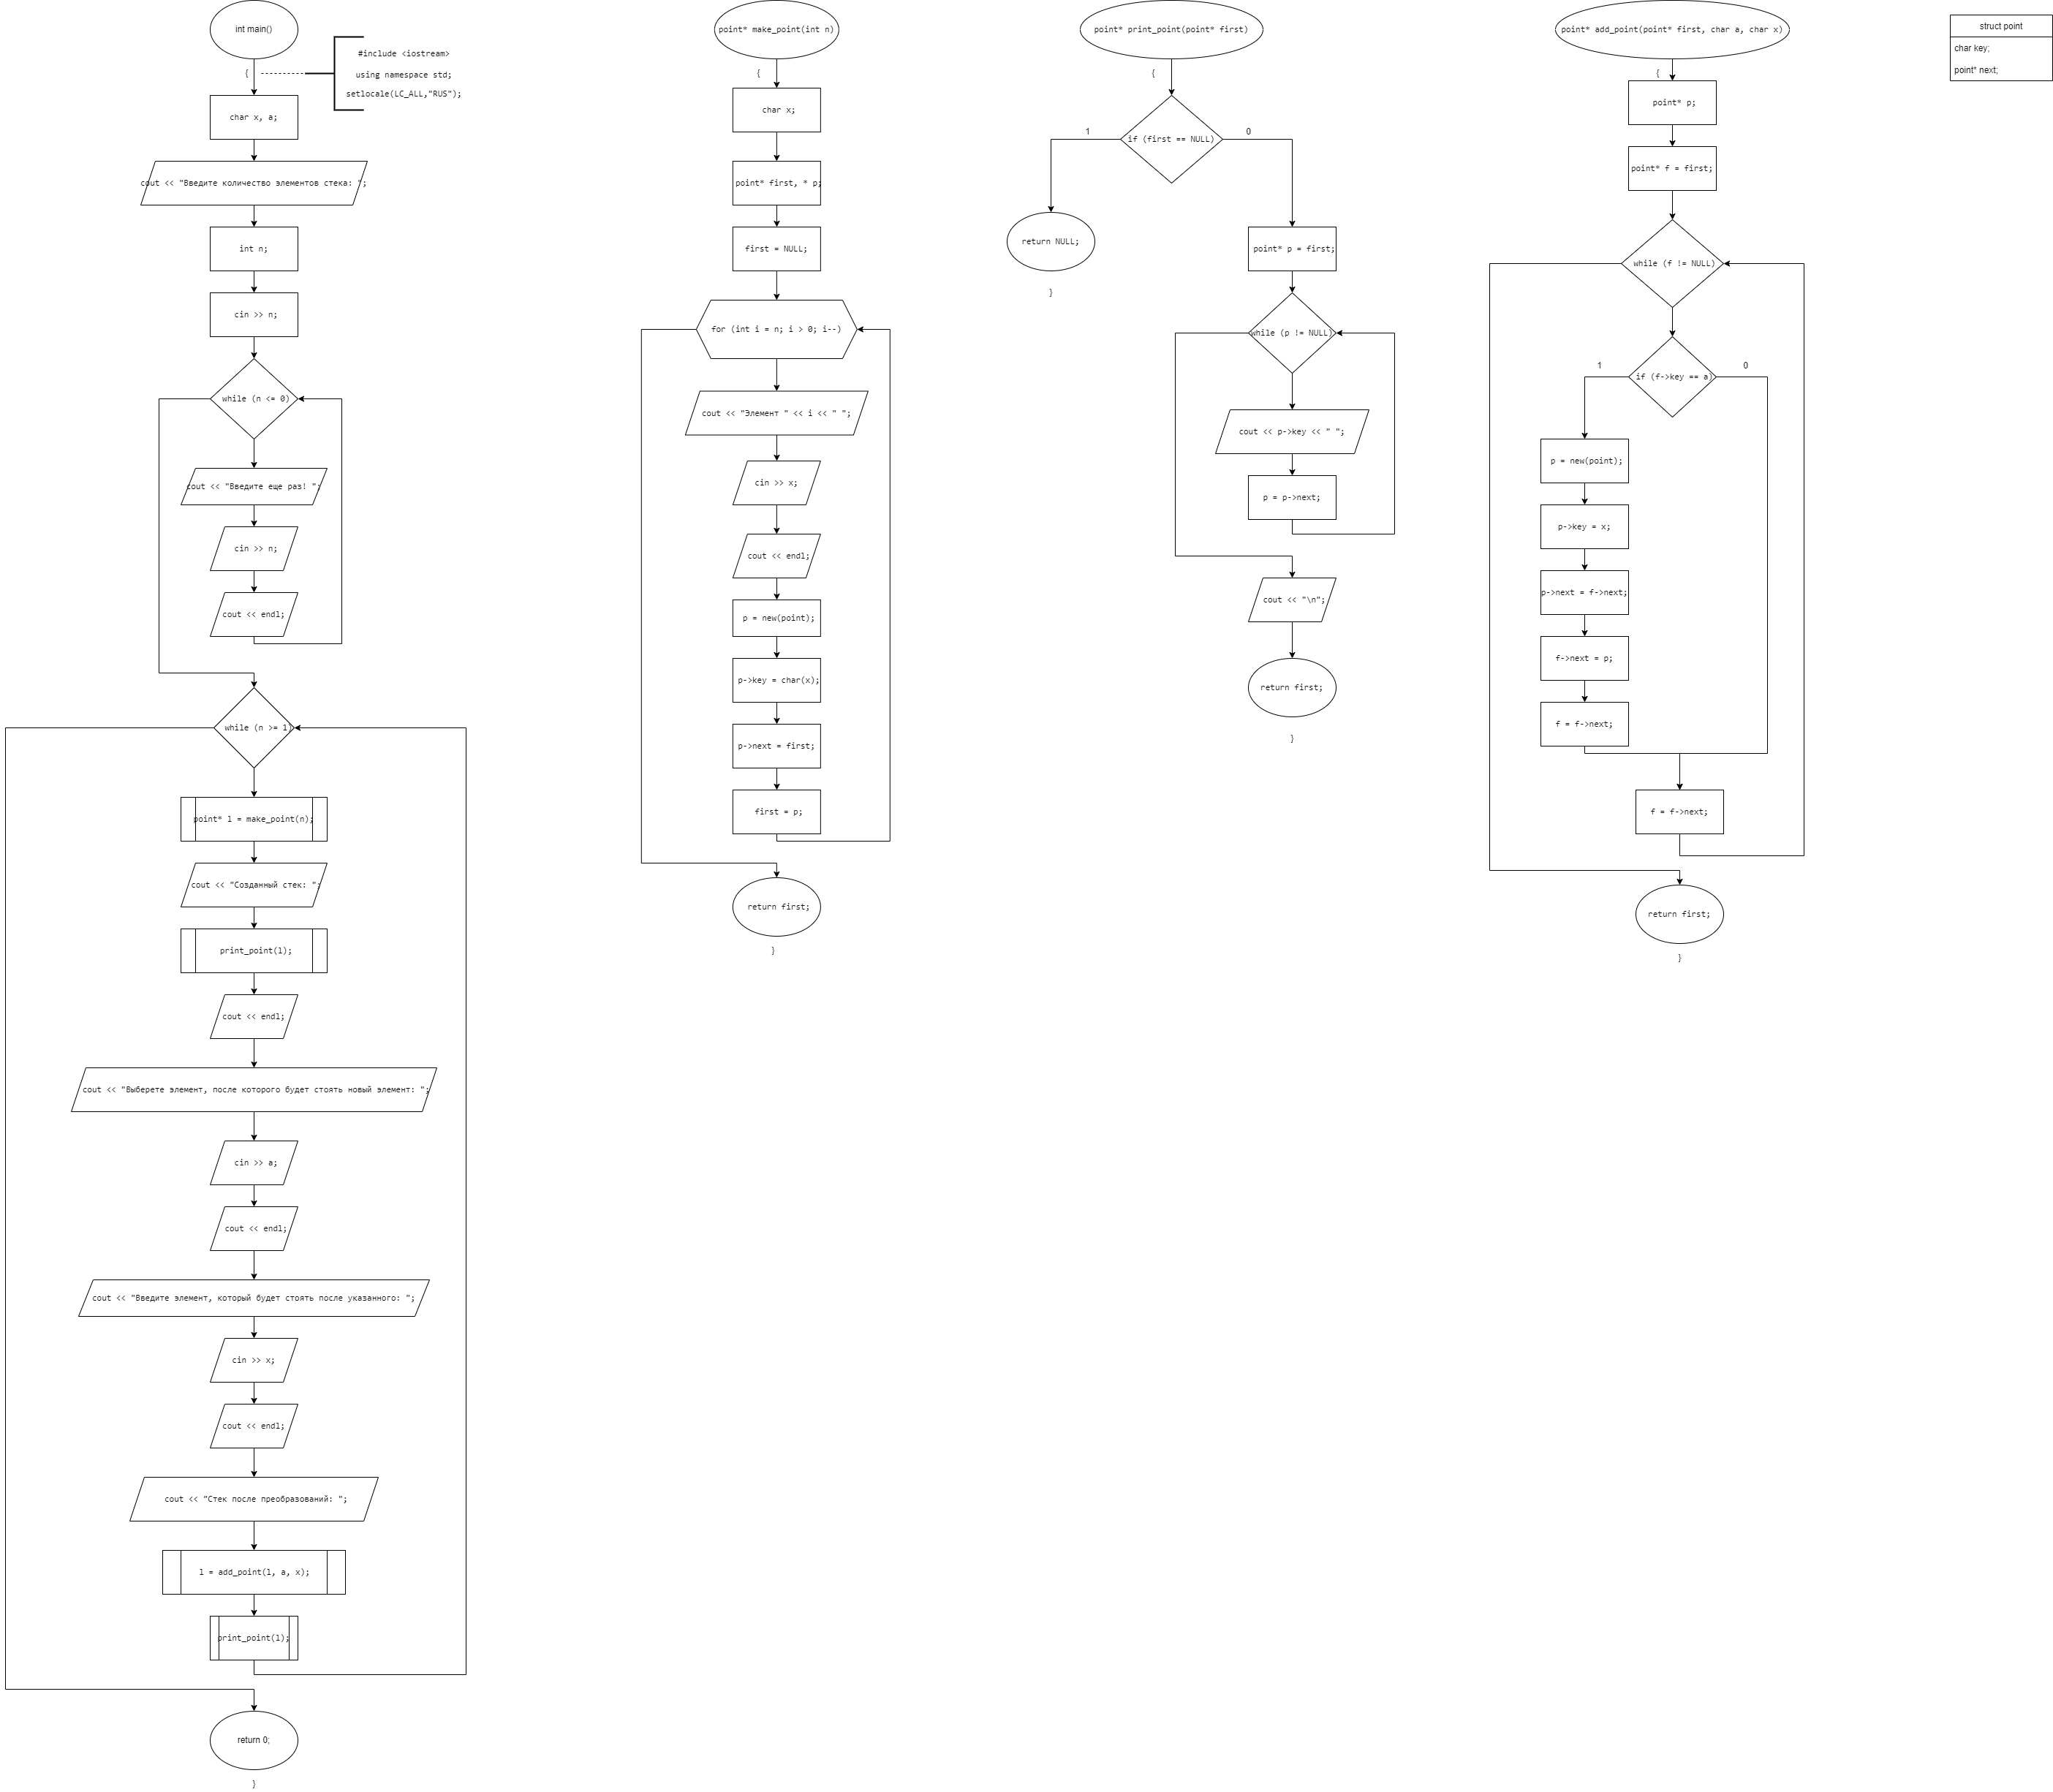 int main()
{
#include <iostream>
using namespace std;
setlocale(LC_ALL,"RUS");
char x, a;
cout << "Введите количество элементов стека: ";
int n;
cin >> n;
while (n <= 0)
cout << "Введите еще раз! ";
cin >> n;
cout << endl;
while (n >= 1)
point* l = make_point(n);
cout << "Созданный стек: ";
print_point(l);
cout << endl;
cout << "Выберете элемент, после которого будет стоять новый элемент: ";
cin >> a;
cout << endl;
cout << "Введите элемент, который будет стоять после указанного: ";
cin >> x;
cout << endl;
cout << "Стек после преобразований: ";
l = add_point(l, a, x);
print_point(l);
return 0;
}
point* make_point(int n)
{
char x;
point* first, * p;
first = NULL;
for (int i = n; i > 0; i--)
cout << "Элемент " << i << " ";
cin >> x;
cout << endl;
p = new(point);
p->key = char(x);
p->next = first;
first = p;
return first;
}
point* print_point(point* first)
{
if (first == NULL)
1
0
return NULL;
}
point* p = first;
while (p != NULL)
cout << p->key << " ";
p = p->next;
cout << "\n";
return first;
}
point* add_point(point* first, char a, char x)
{
point* p;
point* f = first;
while (f != NULL)
if (f->key == a)
1
0
p = new(point);
p->key = x;
p->next = f->next;
f->next = p;
f = f->next;
f = f->next;
return first;
}
struct point
char key;
point* next;